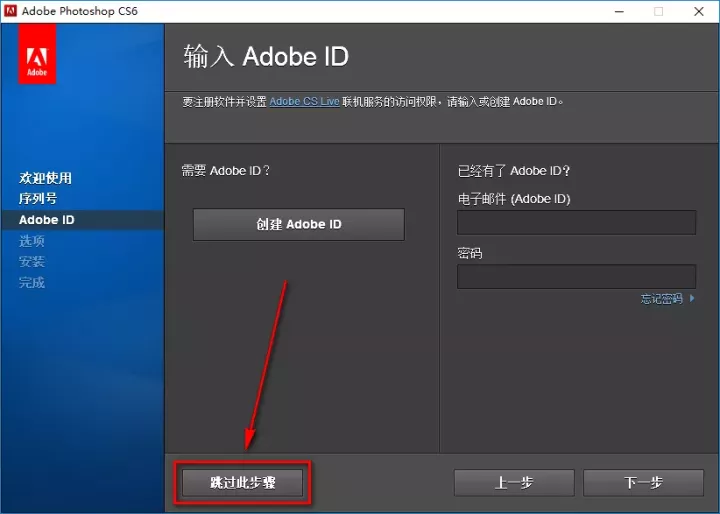 Adobe Photoshop CS6
Adobe
输入 Adobe ID
要注册软件并设置 Adobe CS Live 联机服务的访问权限，请输入或创建 Adobe ID。
欢迎使用
序列号
Adobe ID
选项
安装
完成
需要 Adobe ID？
创建 Adobe ID
已经有了 Adobe ID?
电子邮件 (Adobe ID)
密码
忘记密码
跳过此步骤
上一步
下一步